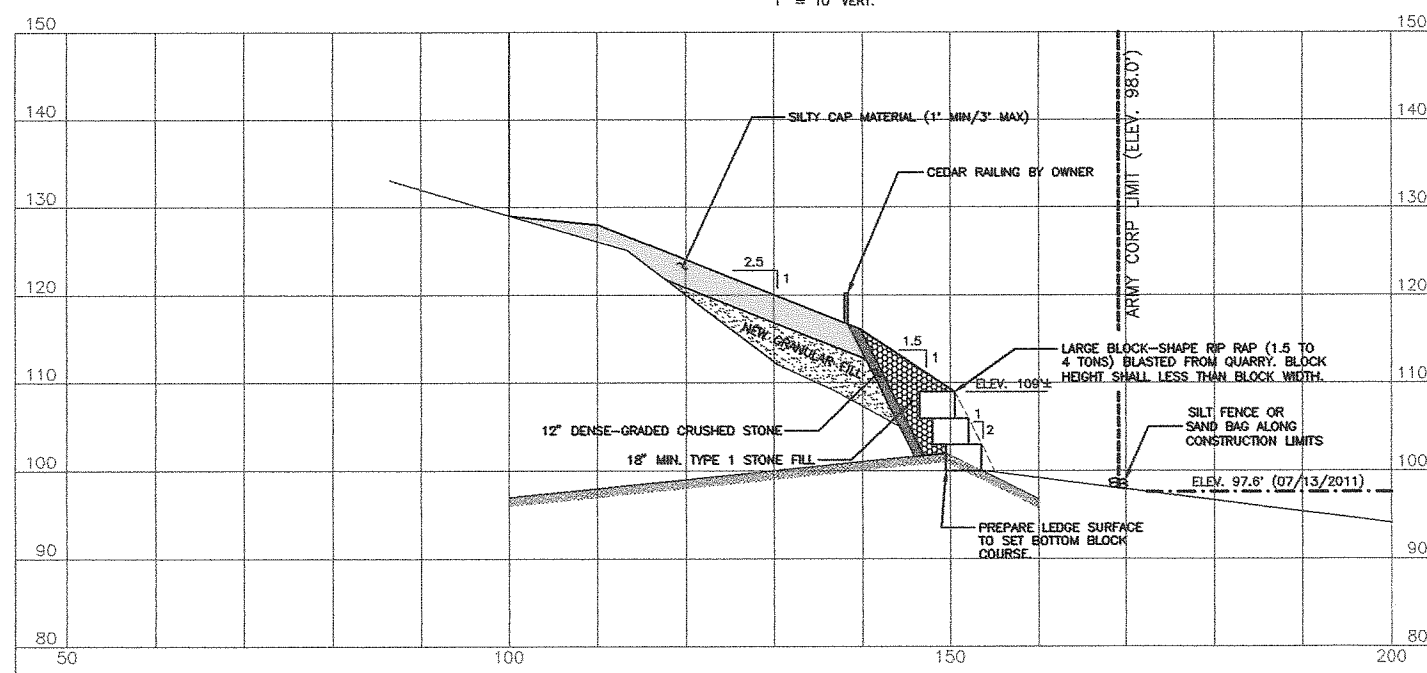 1" = 10' VERT.
150
150
140
140
130
130
120
120
110
110
100
100
90
90
80
80
50
100
150
200
SILTY CAP MATERIAL (1' MIN/3' MAX)
CEDAR RAILING BY OWNER
ARMY CORP LIMIT (ELEV. 98.0')
2.5
1
NEW GRANULAR FILL
1.5
1
LARGE BLOCK-SHAPE RIP RAP (1.5 TO
4 TONS) BLASTED FROM QUARRY. BLOCK
HEIGHT SHALL LESS THAN BLOCK WIDTH.
ELEV. 109'±
1
2
SILT FENCE OR
SAND BAG ALONG
CONSTRUCTION LIMITS
12" DENSE-GRADED CRUSHED STONE
18" MIN. TYPE 1 STONE FILL
ELEV. 97.6' (07/13/2011)
PREPARE LEDGE SURFACE
TO SET BOTTOM BLOCK
COURSE.